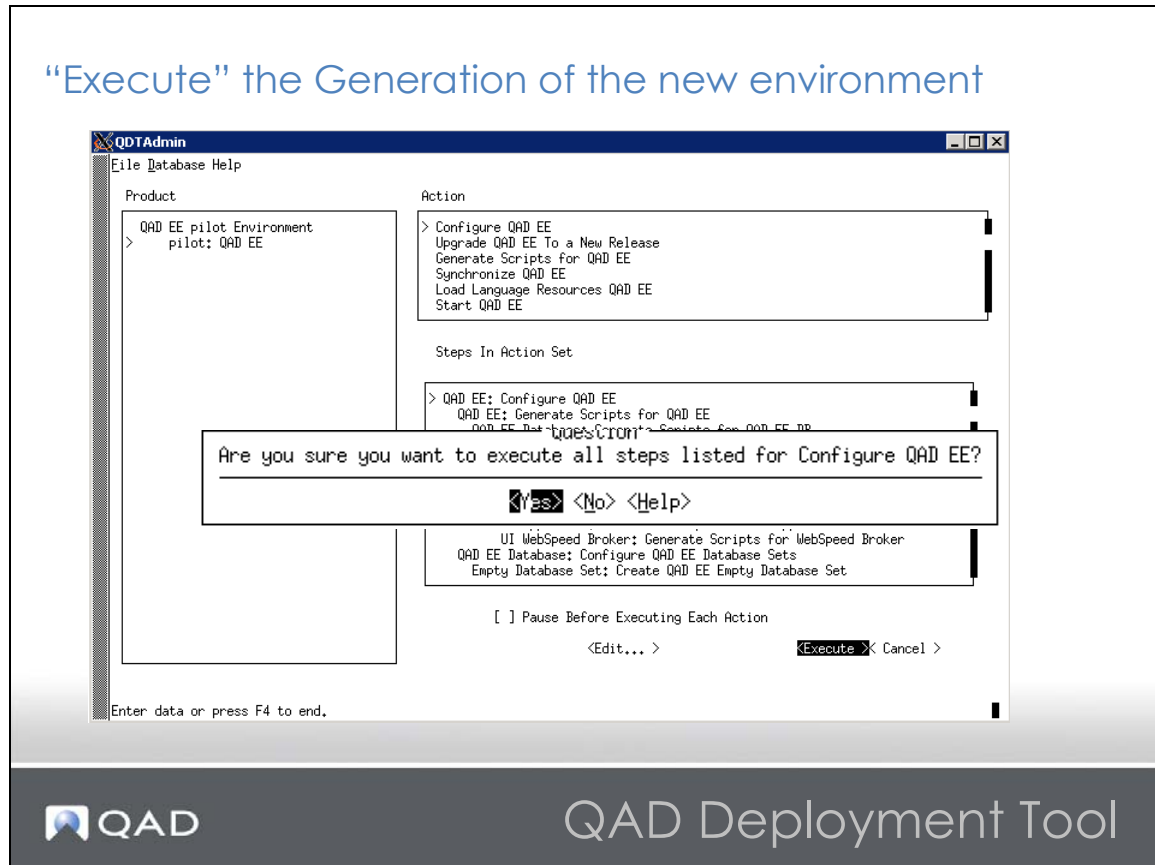 “Execute” the Generation of the new environment
QDTAdmin
File Database Help
Product
Action
QAD EE pilot Environment
> pilot: QAD EE
> Configure QAD EE
Upgrade QAD EE To a New Release
Generate Scripts for QAD EE
Synchronize QAD EE
Load Language Resources QAD EE
Start QAD EE
Steps In Action Set
> QAD EE: Configure QAD EE
QAD EE: Generate Scripts for QAD EE
Question
Are you sure you want to execute all steps listed for Configure QAD EE?
<Yes> <No> <Help>
UI WebSpeed Broker: Generate Scripts for WebSpeed Broker
QAD EE Database: Configure QAD EE Database Sets
Empty Database Set: Create QAD EE Empty Database Set
[ ] Pause Before Executing Each Action
<Edit... >
<Execute >< Cancel >
Enter data or press F4 to end.
QAD
QAD Deployment Tool